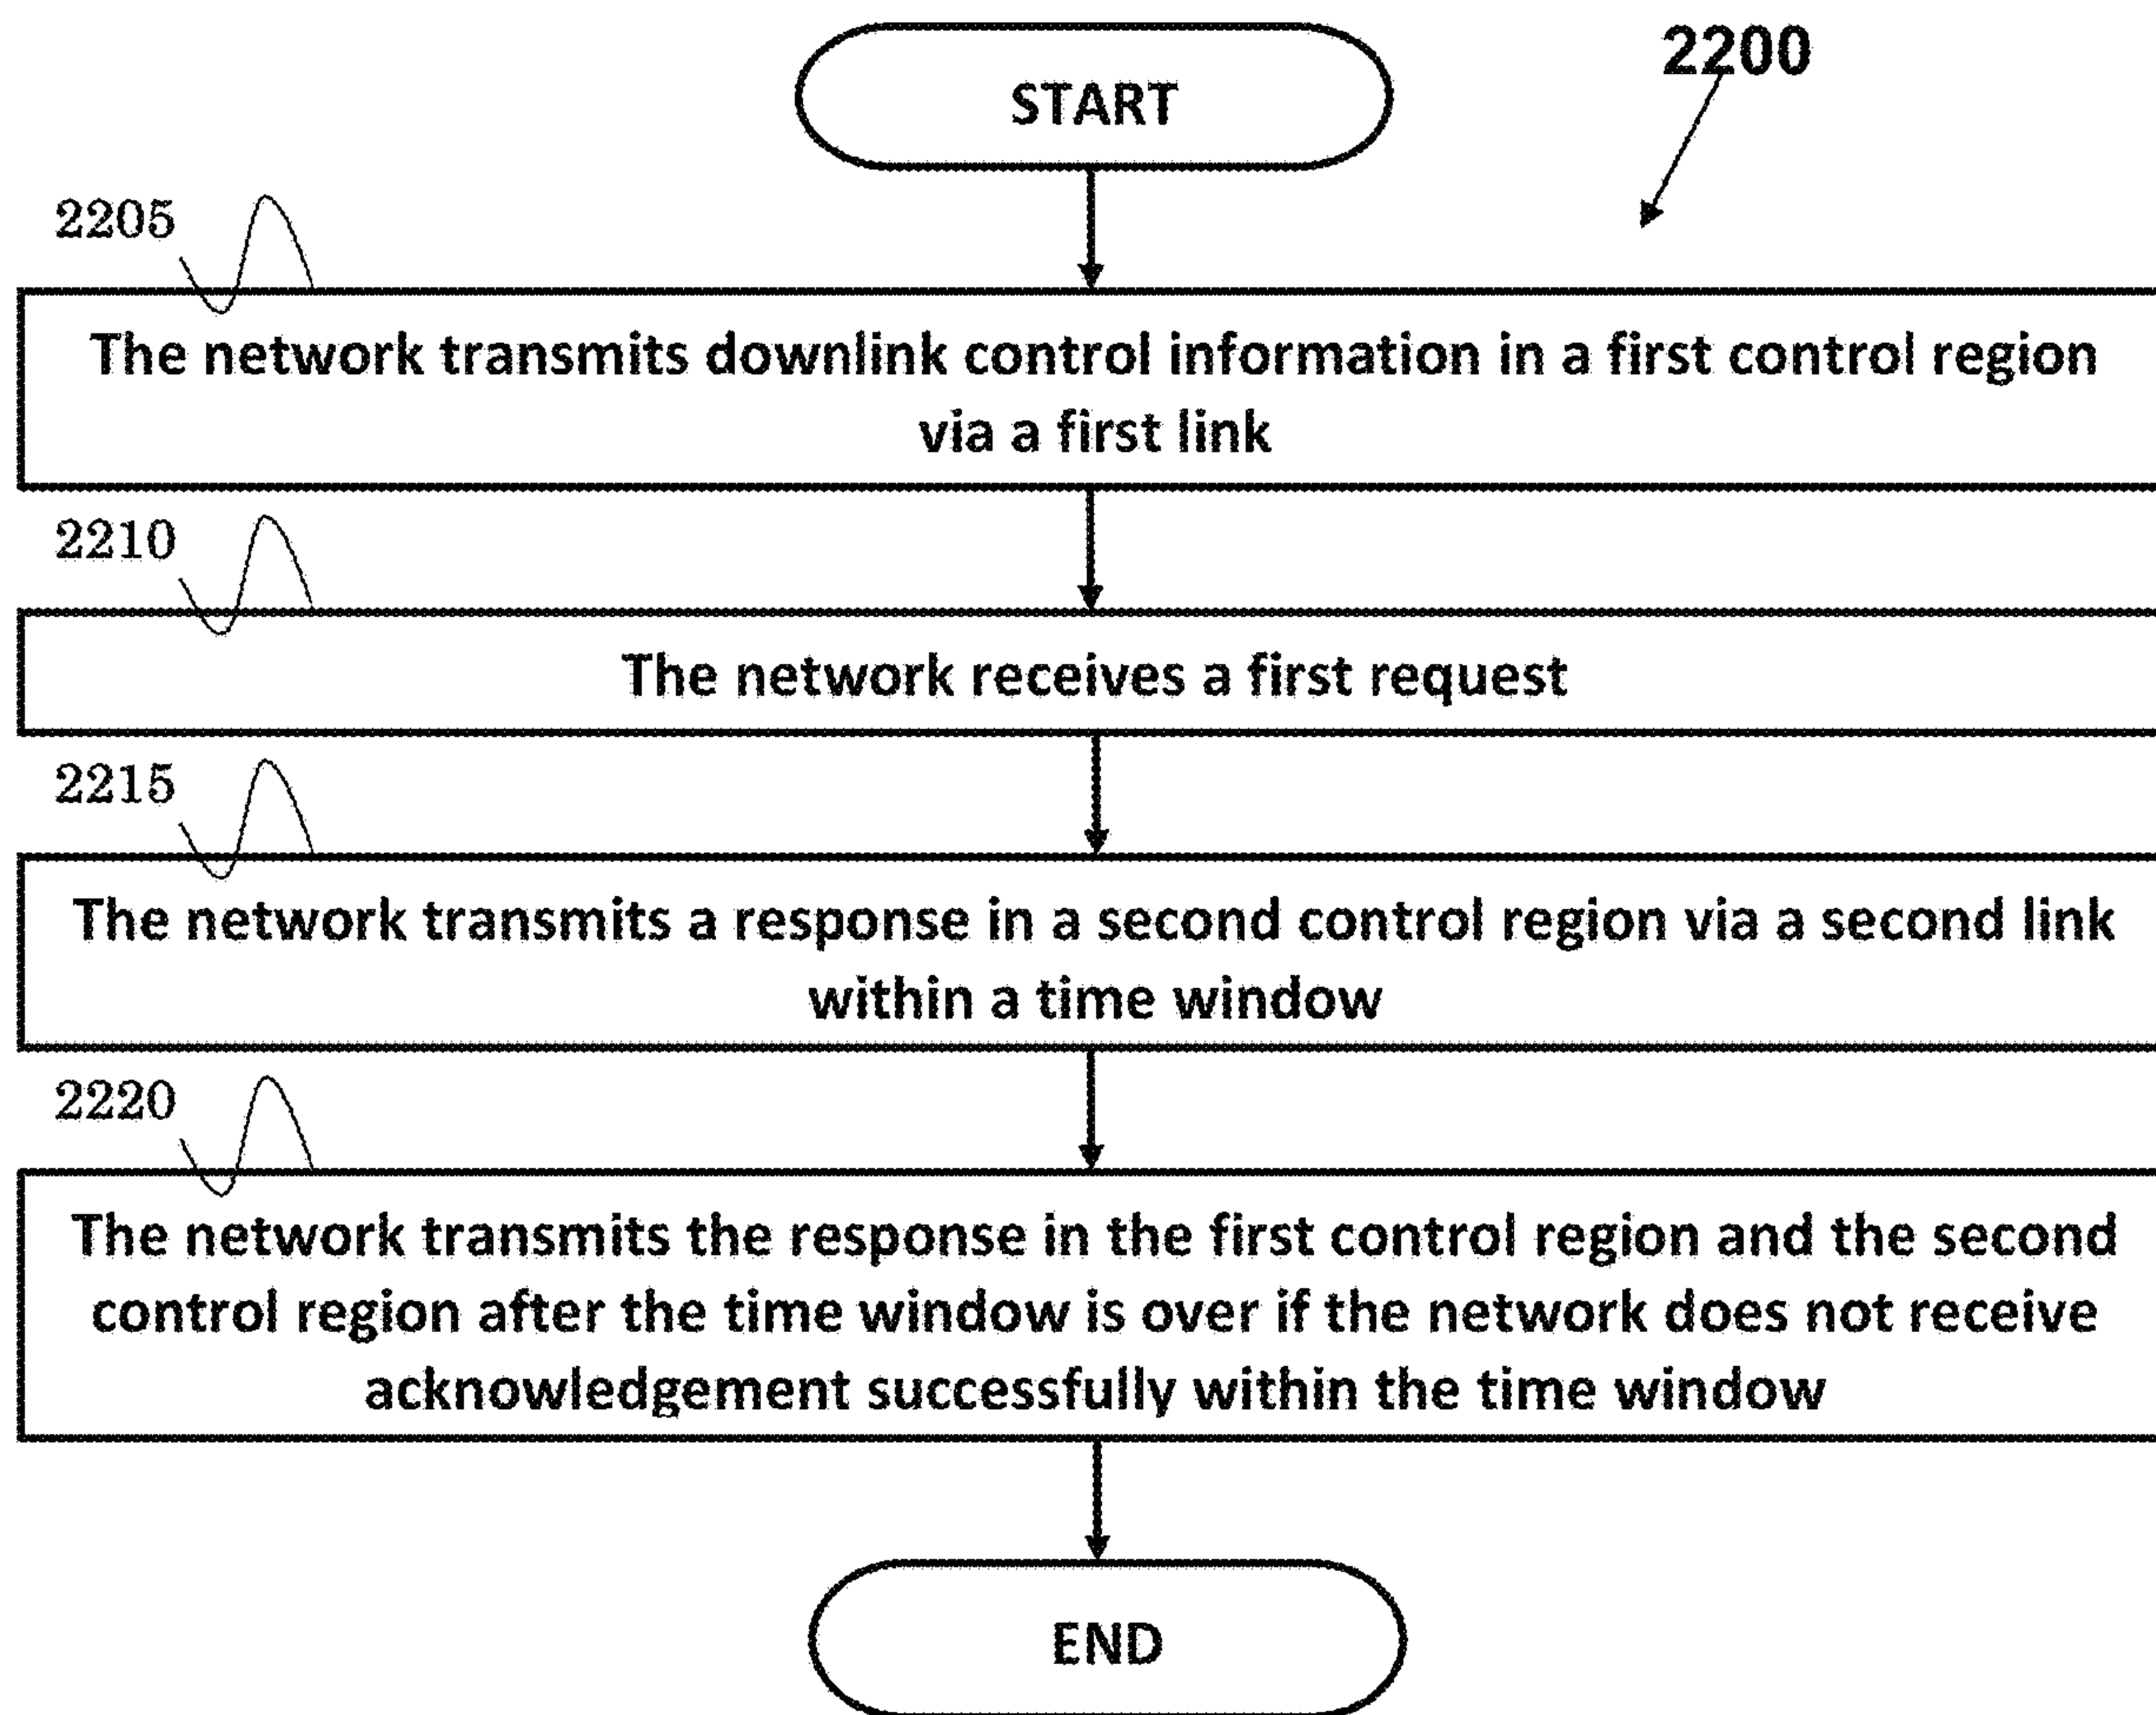 2200
START
2205
The network transmits downlink control information in a first control region
via a first link
2210
The network receives a first request
2215
The network transmits a response in a second control region via a second link
within a time window
2220
The network transmits the response in the first control region and the second
control region after the time window is over if the network does not receive
acknowledgement successfully within the time window
END